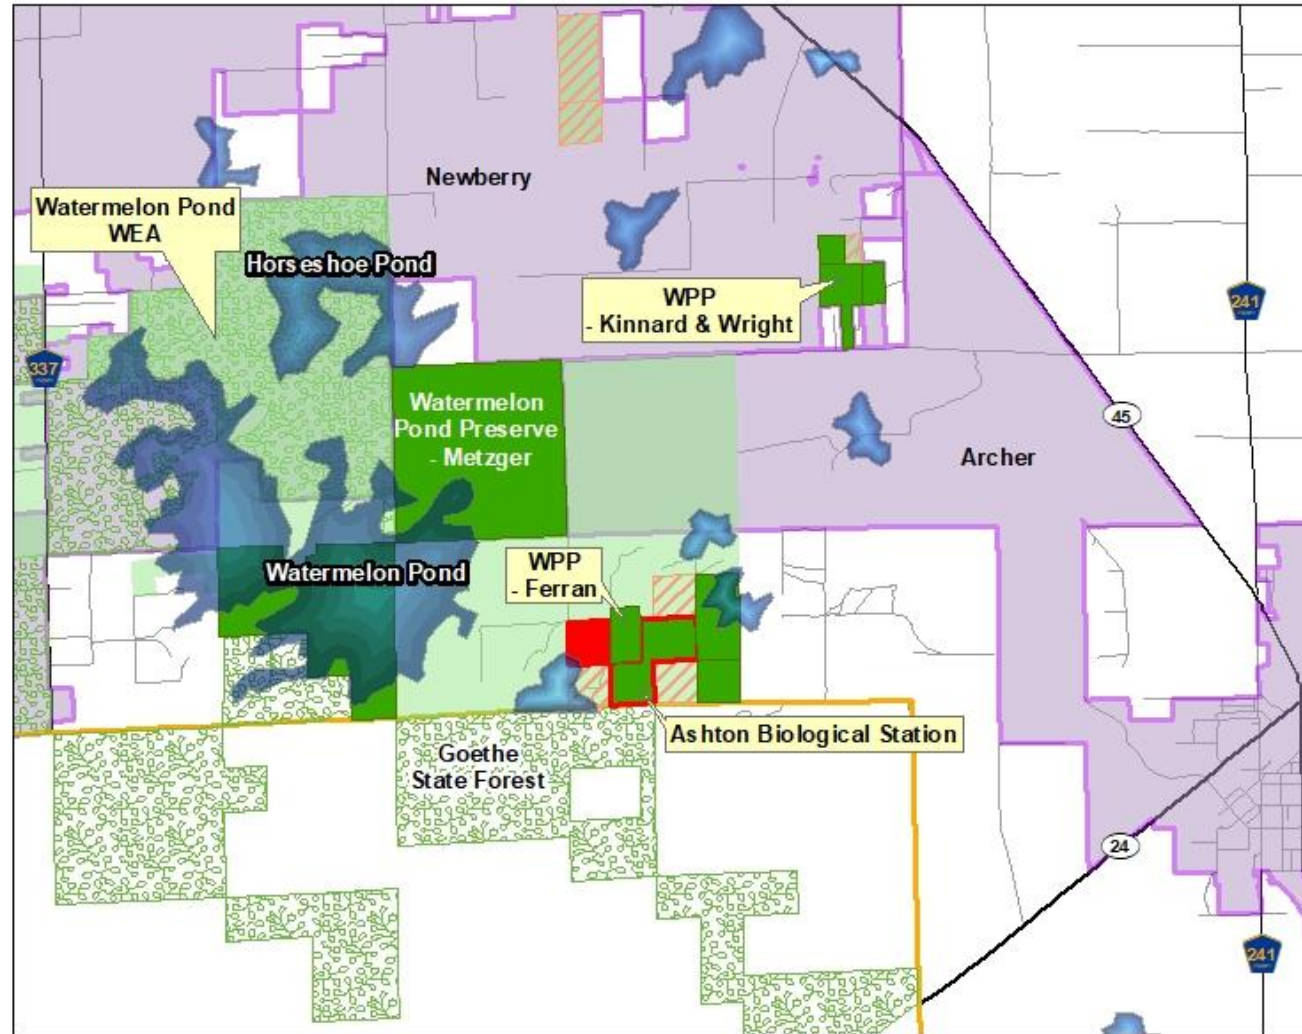 Newberry
Watermelon Pond
WEA
Horseshoe Pond
WPP
- Kinnard & Wright
241
337
Watermelon
Pond Preserve
- Metzger
45
Archer
WPP
- Ferran
Watermelon Pond
Ashton Biological Station
Goethe
State Forest
24
241